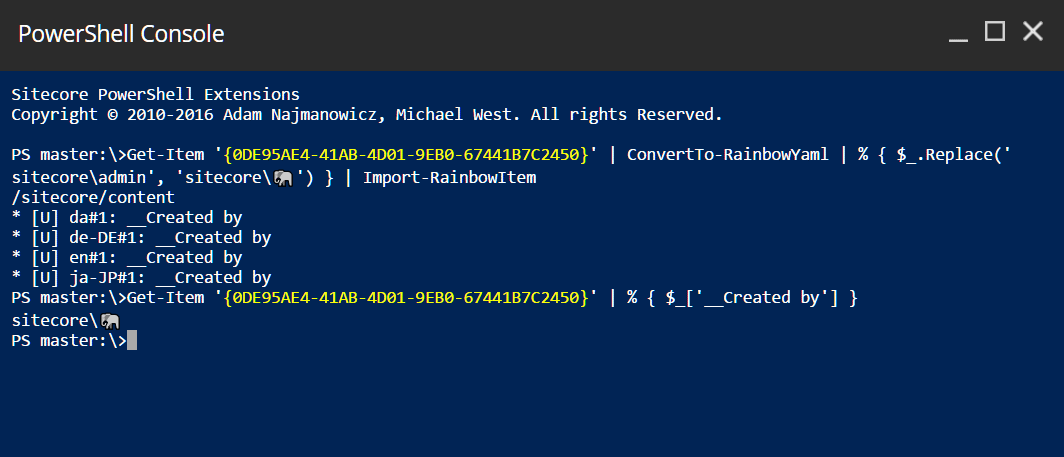 PowerShell Console
Sitecore PowerShell Extensions
Copyright © 2010-2016 Adam Najmanowicz, Michael West. All rights Reserved.
PS master:\>Get-Item '{0DE95AE4-41AB-4D01-9EB0-67441B7C2450}' | ConvertTo-RainbowYaml | % { $_.Replace('
sitecore\admin', 'sitecore\🐘') } | Import-RainbowItem
/sitecore/content
* [U] da#1: __Created by
* [U] de-DE#1: __Created by
* [U] en#1: __Created by
* [U] ja-JP#1: __Created by
PS master:\>Get-Item '{0DE95AE4-41AB-4D01-9EB0-67441B7C2450}' | % { $_['__Created by'] }
sitecore\🐘
PS master:\>